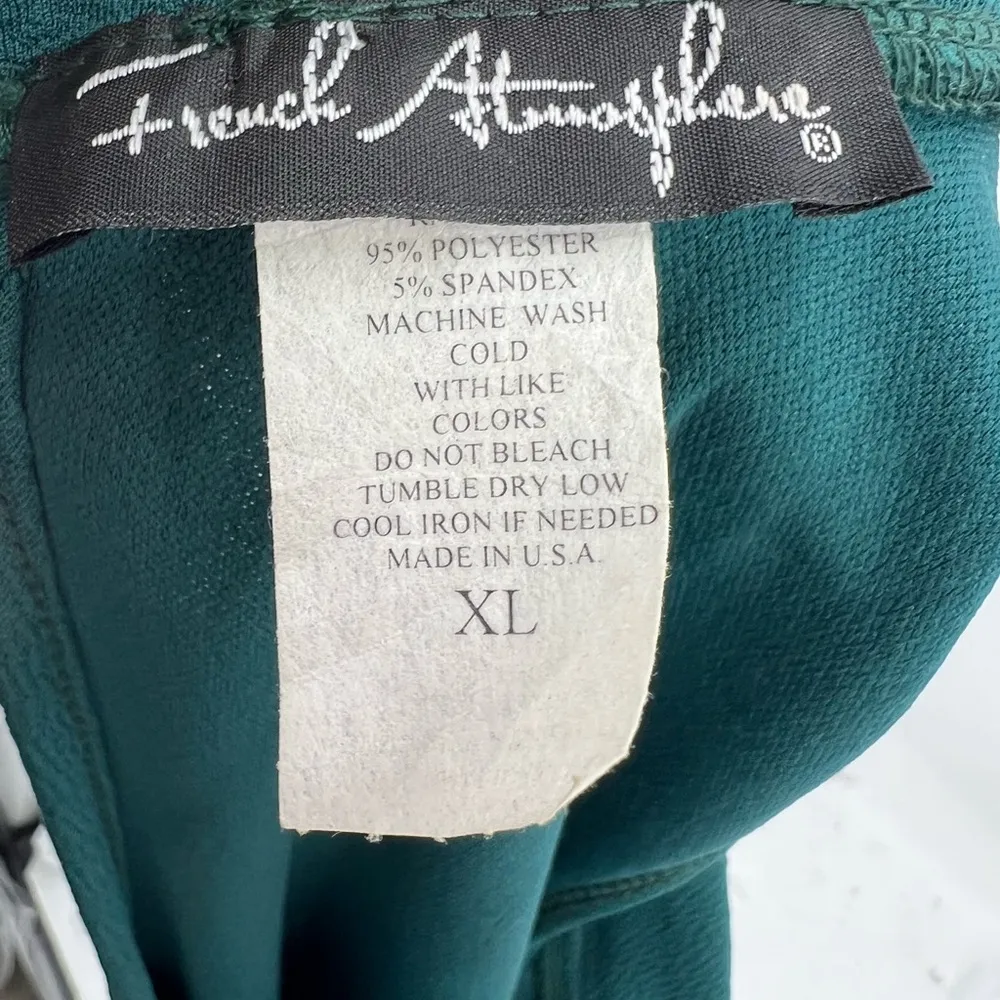 French Atmosphere®
95% POLYESTER
5% SPANDEX
MACHINE WASH
COLD
WITH LIKE
COLORS
DO NOT BLEACH
TUMBLE DRY LOW
COOL IRON IF NEEDED
MADE IN U.S.A.
XL